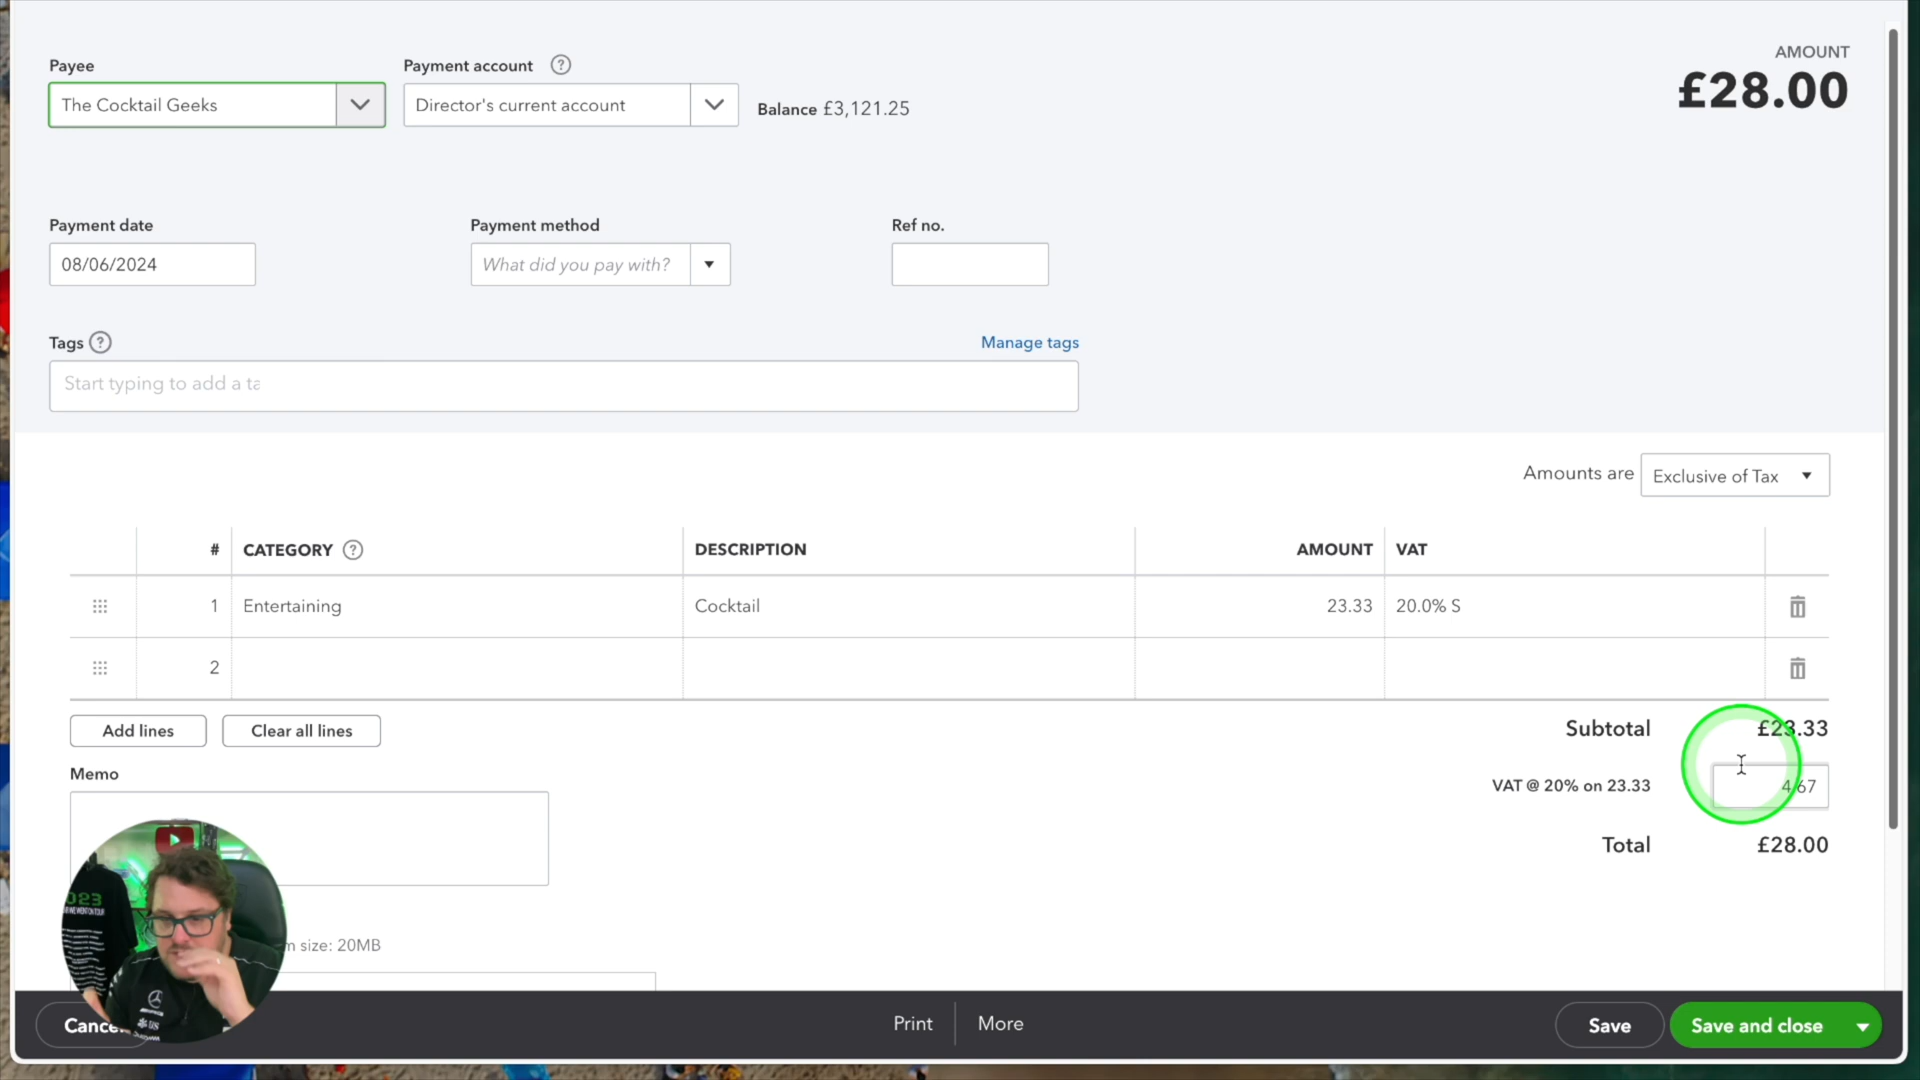 AMOUNT
£28.00
Payee
Payment account ?
The Cocktail Geeks
Director's current account
Balance £3,121.25
Payment date
Payment method
Ref no.
08/06/2024
What did you pay with?
Tags ?
Manage tags
Start typing to add a ta
Amounts are
Exclusive of Tax
# CATEGORY ? DESCRIPTION AMOUNT VAT
1 Entertaining Cocktail 23.33 20.0% S
2
Add lines
Clear all lines
Subtotal £23.33
Memo
VAT @ 20% on 23.33 4.67
Total £28.00
size: 20MB
Print
More
Save
Save and close